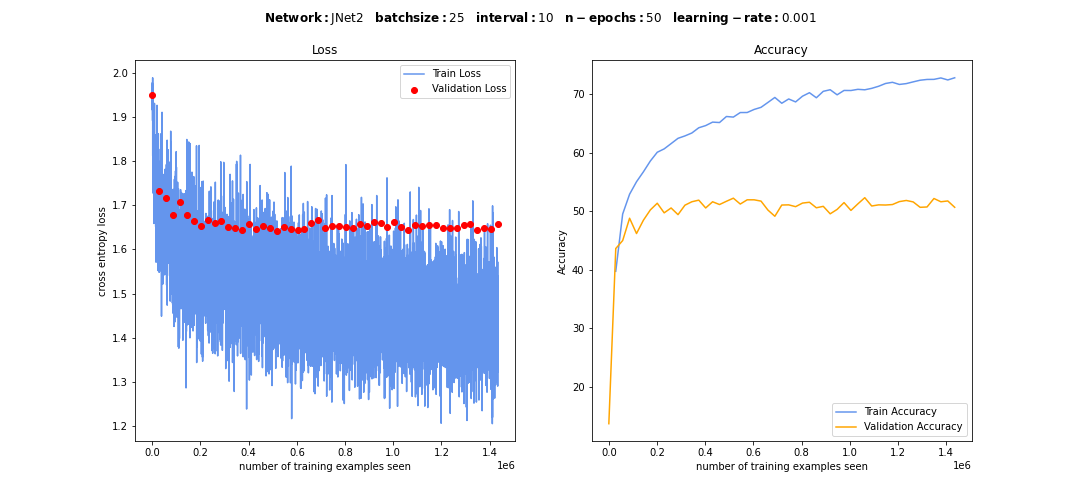 Network: JNet2 batchsize: 25 interval: 10 n − epochs: 50 learning − rate: 0.001
Loss
2.0
1.9
1.8
1.7
1.6
1.5
1.4
1.3
1.2
cross entropy loss
Train Loss
Validation Loss
0.0 0.2 0.4 0.6 0.8 1.0 1.2 1.4
1e6
number of training examples seen
Accuracy
70
60
50
40
30
20
Accuracy
Train Accuracy
Validation Accuracy
0.0 0.2 0.4 0.6 0.8 1.0 1.2 1.4
1e6
number of training examples seen